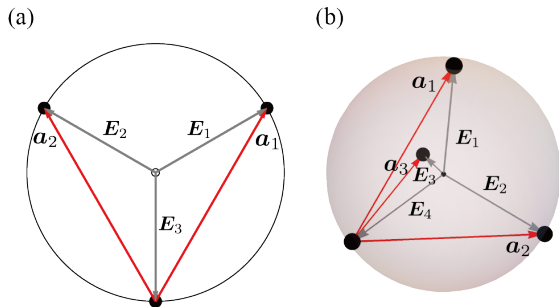 (a)
a₂
E₂
E₁
a₁
E₃
(b)
a₁
E₁
a₃
E₃
E₂
E₄
a₂